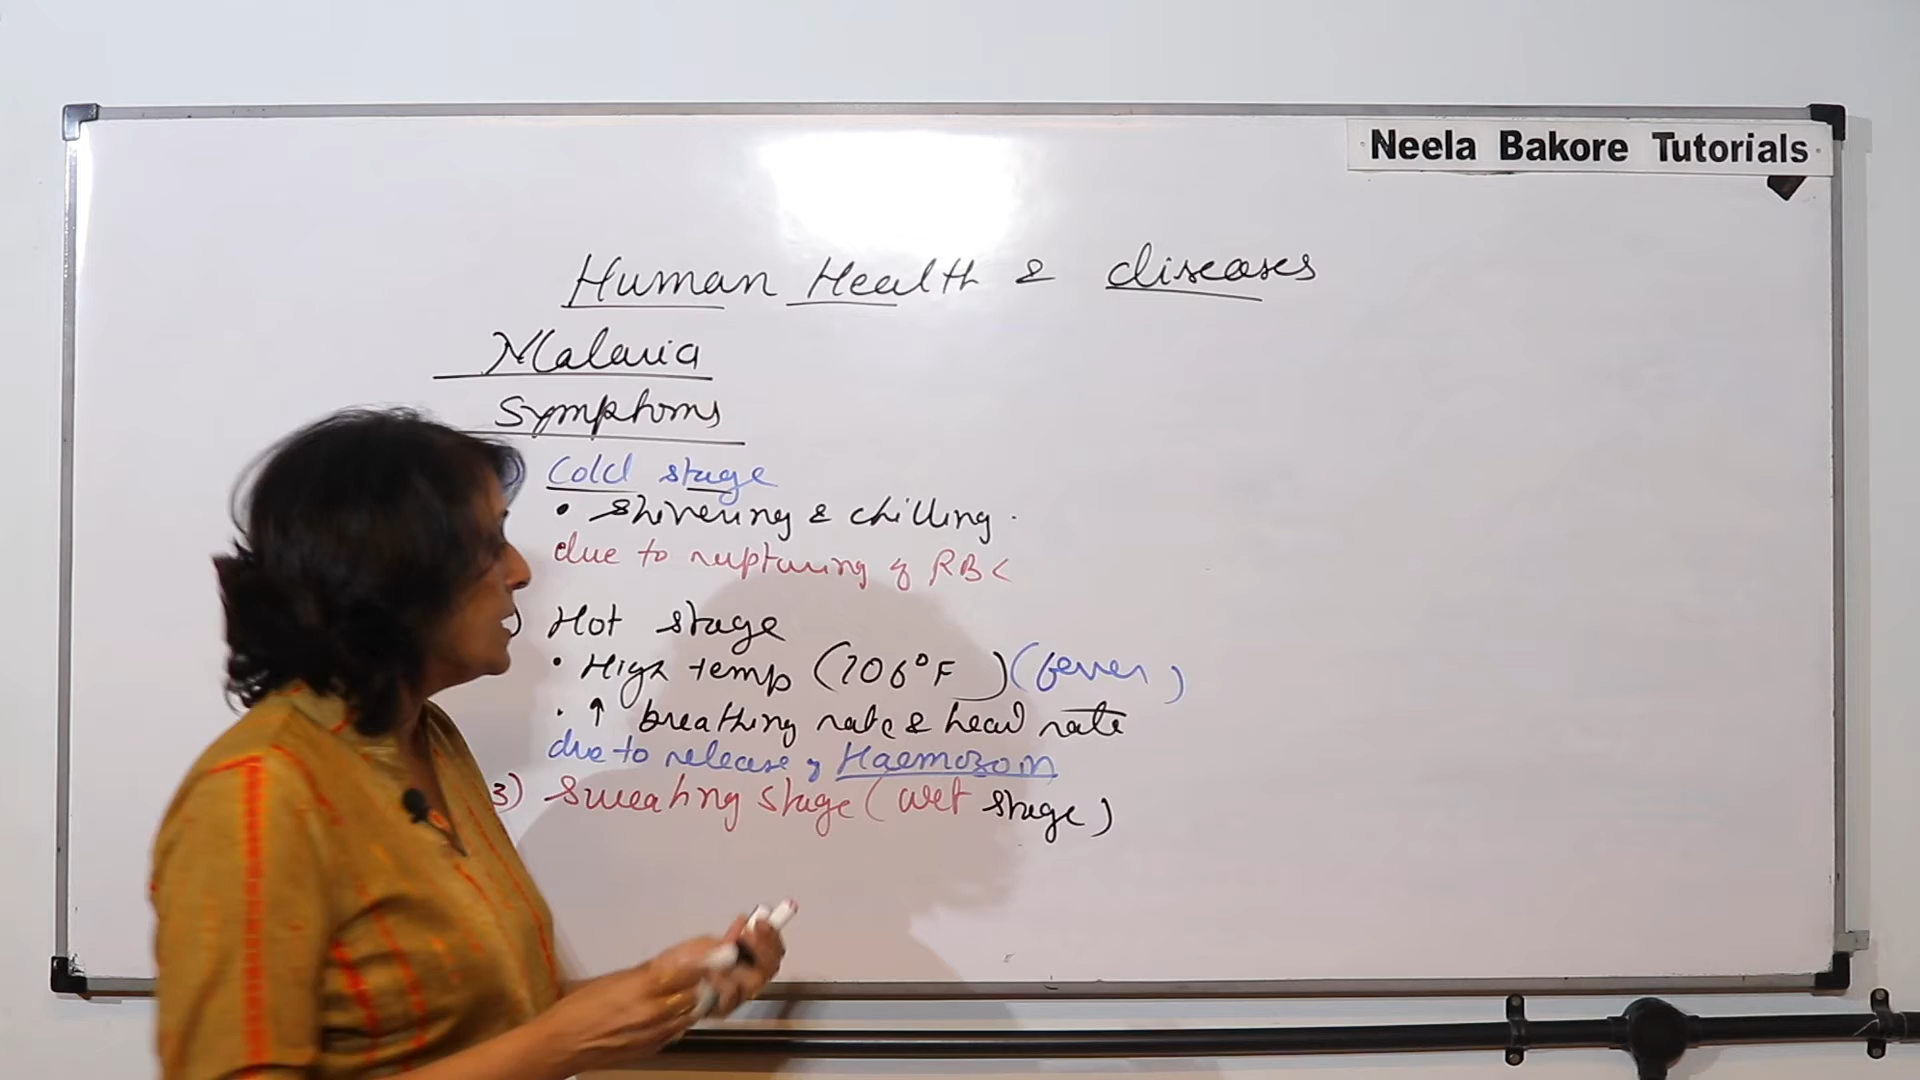 Neela Bakore Tutorials
Human Health & diseases
Malaria
Symptoms
) Cold stage
• Shivering & chilling.
due to rupturing of RBC
) Hot stage
• High temp (106°F) (fever)
• ↑ breathing rate & heart rate
due to release of Haemozoin
3) Sweating stage (wet stage)